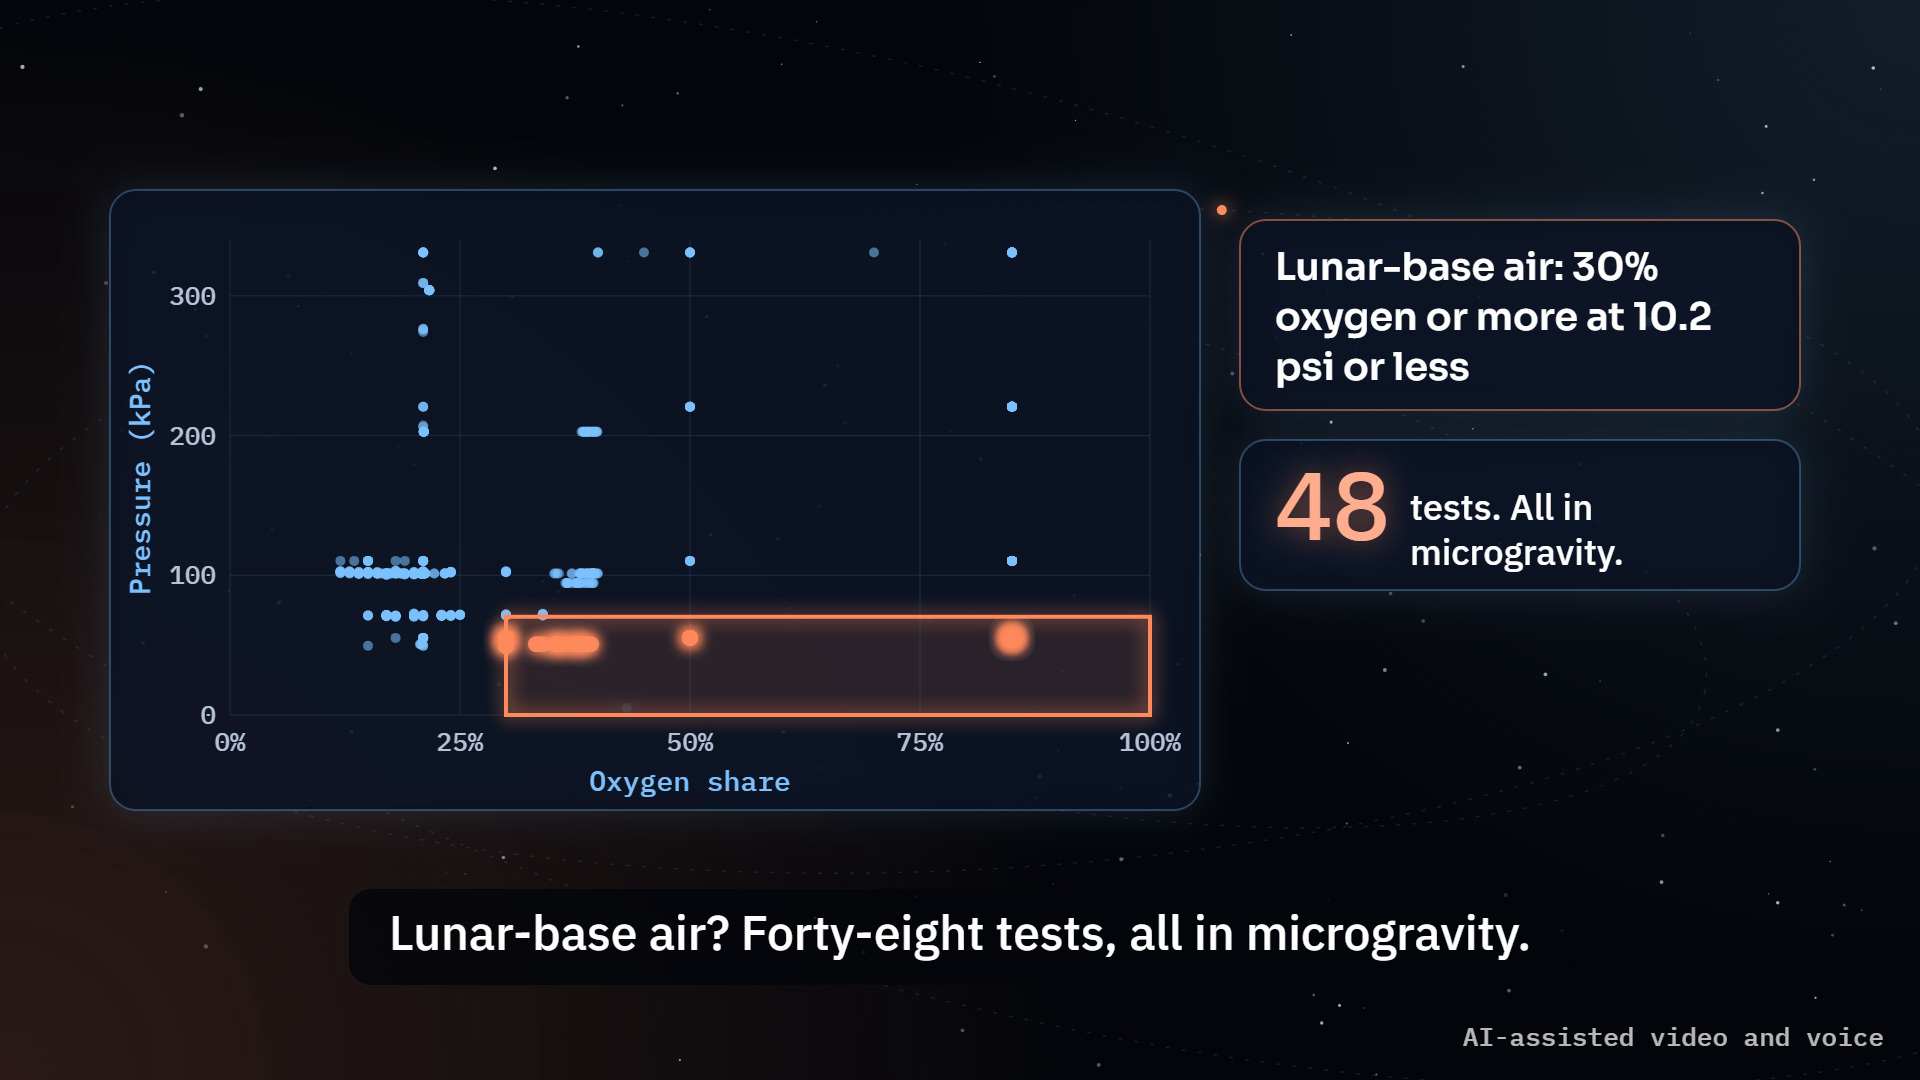 300
200
100
0
Pressure (kPa)
0%
25%
50%
75%
100%
Oxygen share
Lunar-base air: 30%
oxygen or more at 10.2
psi or less
48
tests. All in
microgravity.
Lunar-base air? Forty-eight tests, all in microgravity.
AI-assisted video and voice